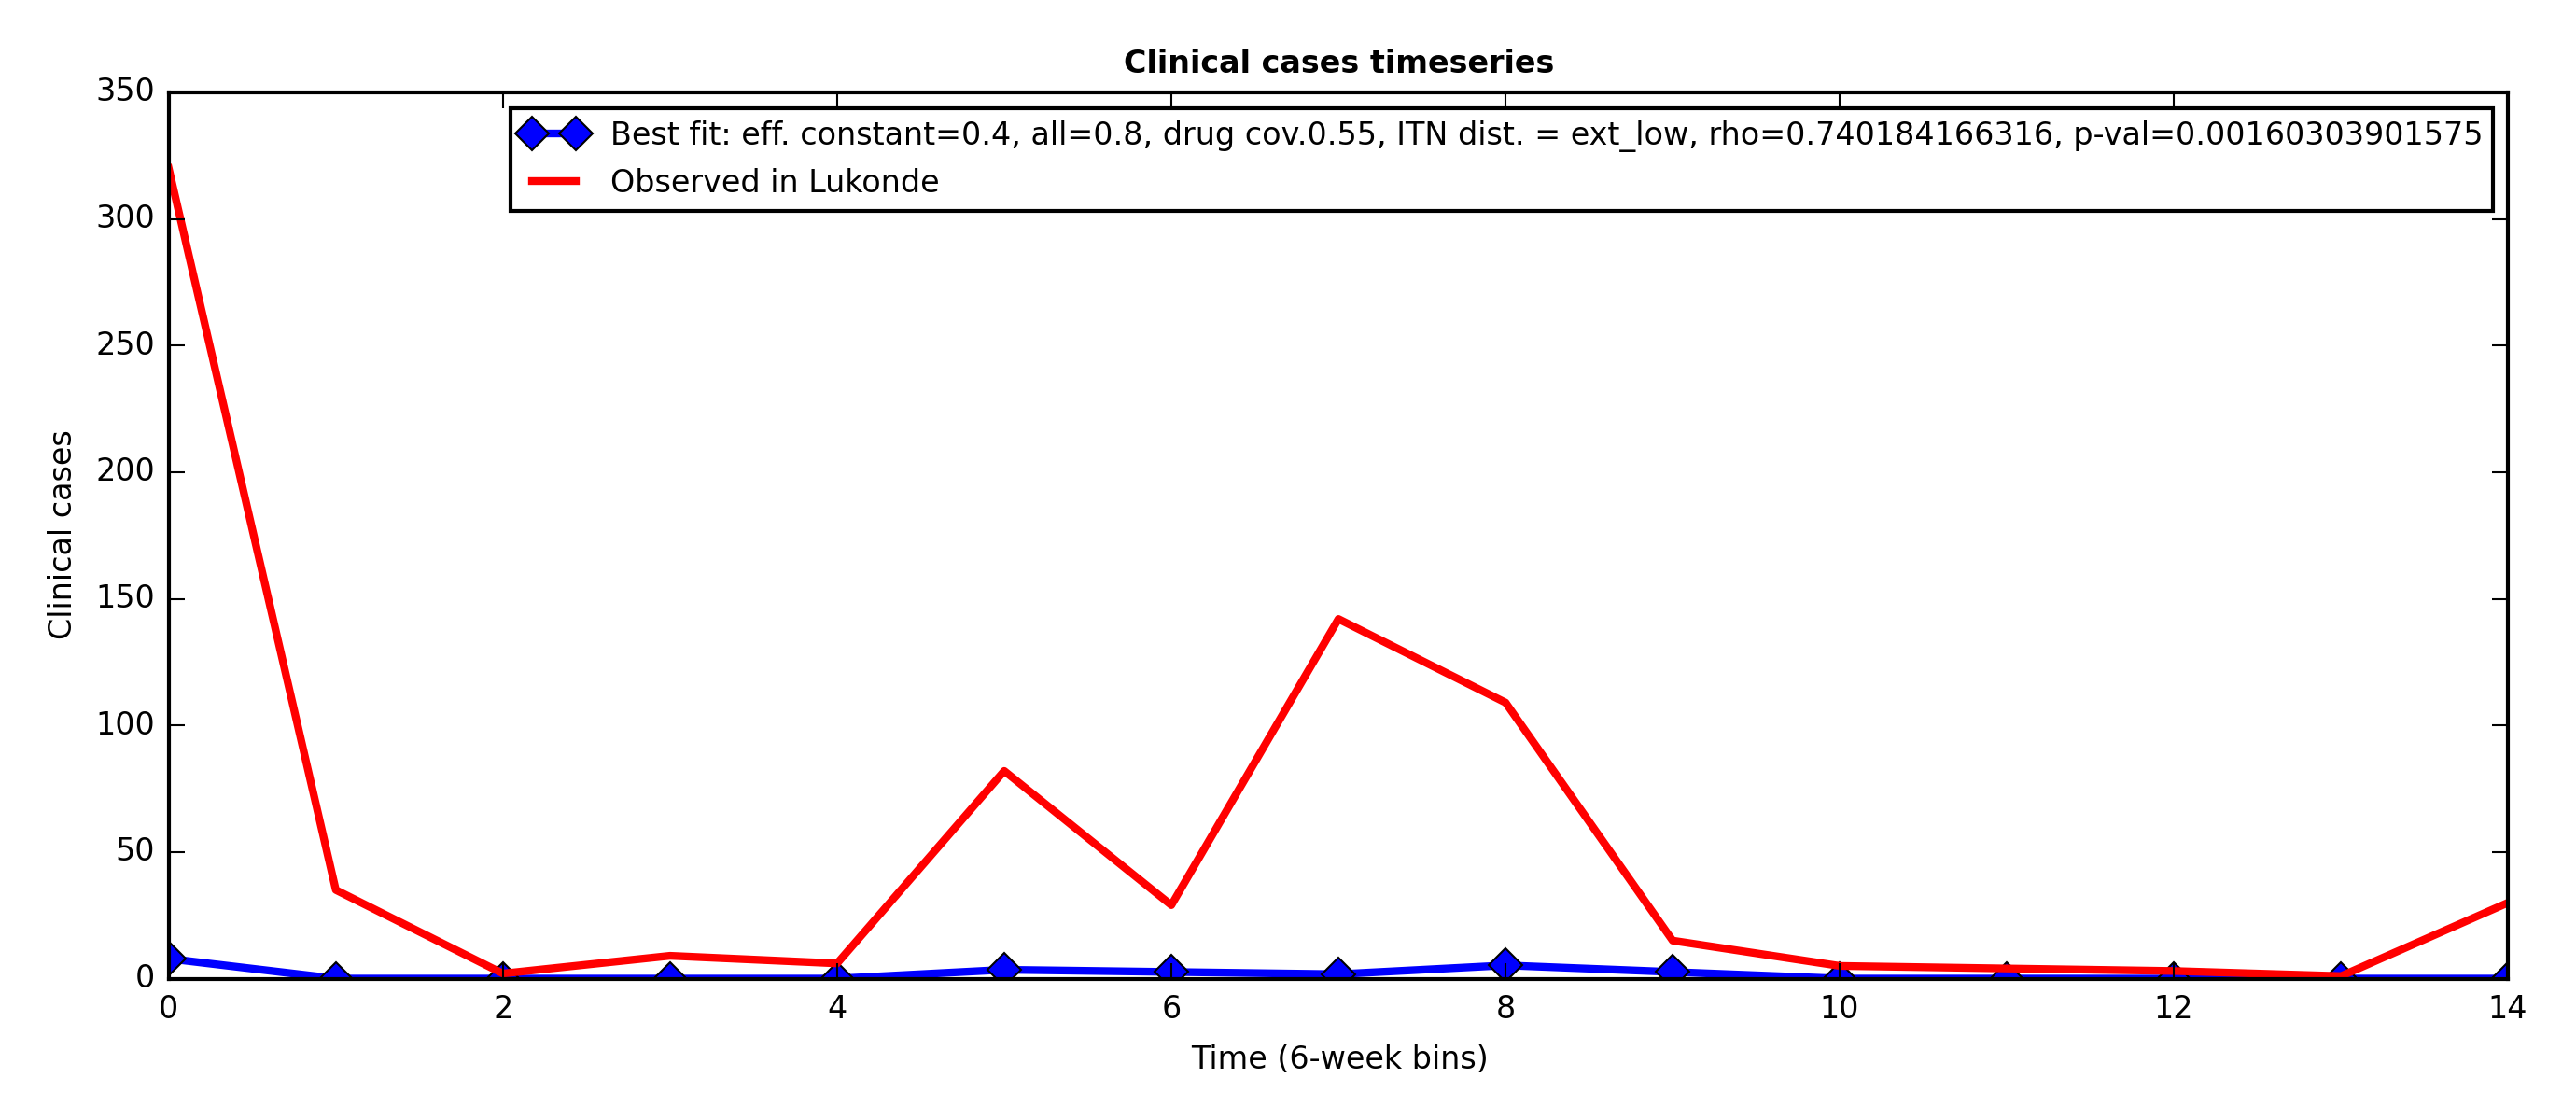 Clinical cases timeseries
350
300
250
200
150
100
50
0
Clinical cases
Best fit: eff. constant=0.4, all=0.8, drug cov.0.55, ITN dist. = ext_low, rho=0.740184166316, p-val=0.00160303901575
Observed in Lukonde
0 2 4 6 8 10 12 14
Time (6-week bins)